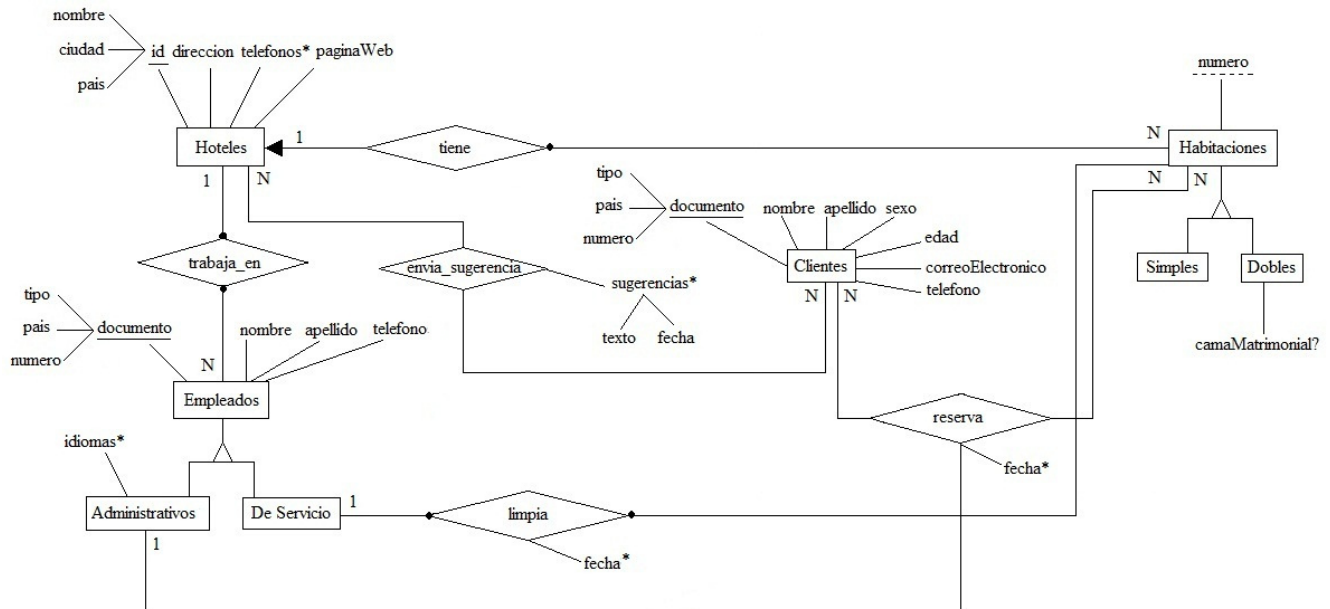 nombre
ciudad
pais
id direccion telefonos* paginaWeb
numero
Hoteles
1
tiene
N
Habitaciones
1
N
N
N
tipo
pais
numero
documento
nombre apellido sexo
edad
correoElectronico
telefono
Clientes
N
N
trabaja_en
envia_sugerencia
sugerencias*
texto
fecha
Simples
Dobles
camaMatrimonial?
tipo
pais
numero
documento
nombre apellido telefono
N
Empleados
reserva
fecha*
idiomas*
Administrativos
1
De Servicio
1
limpia
fecha*